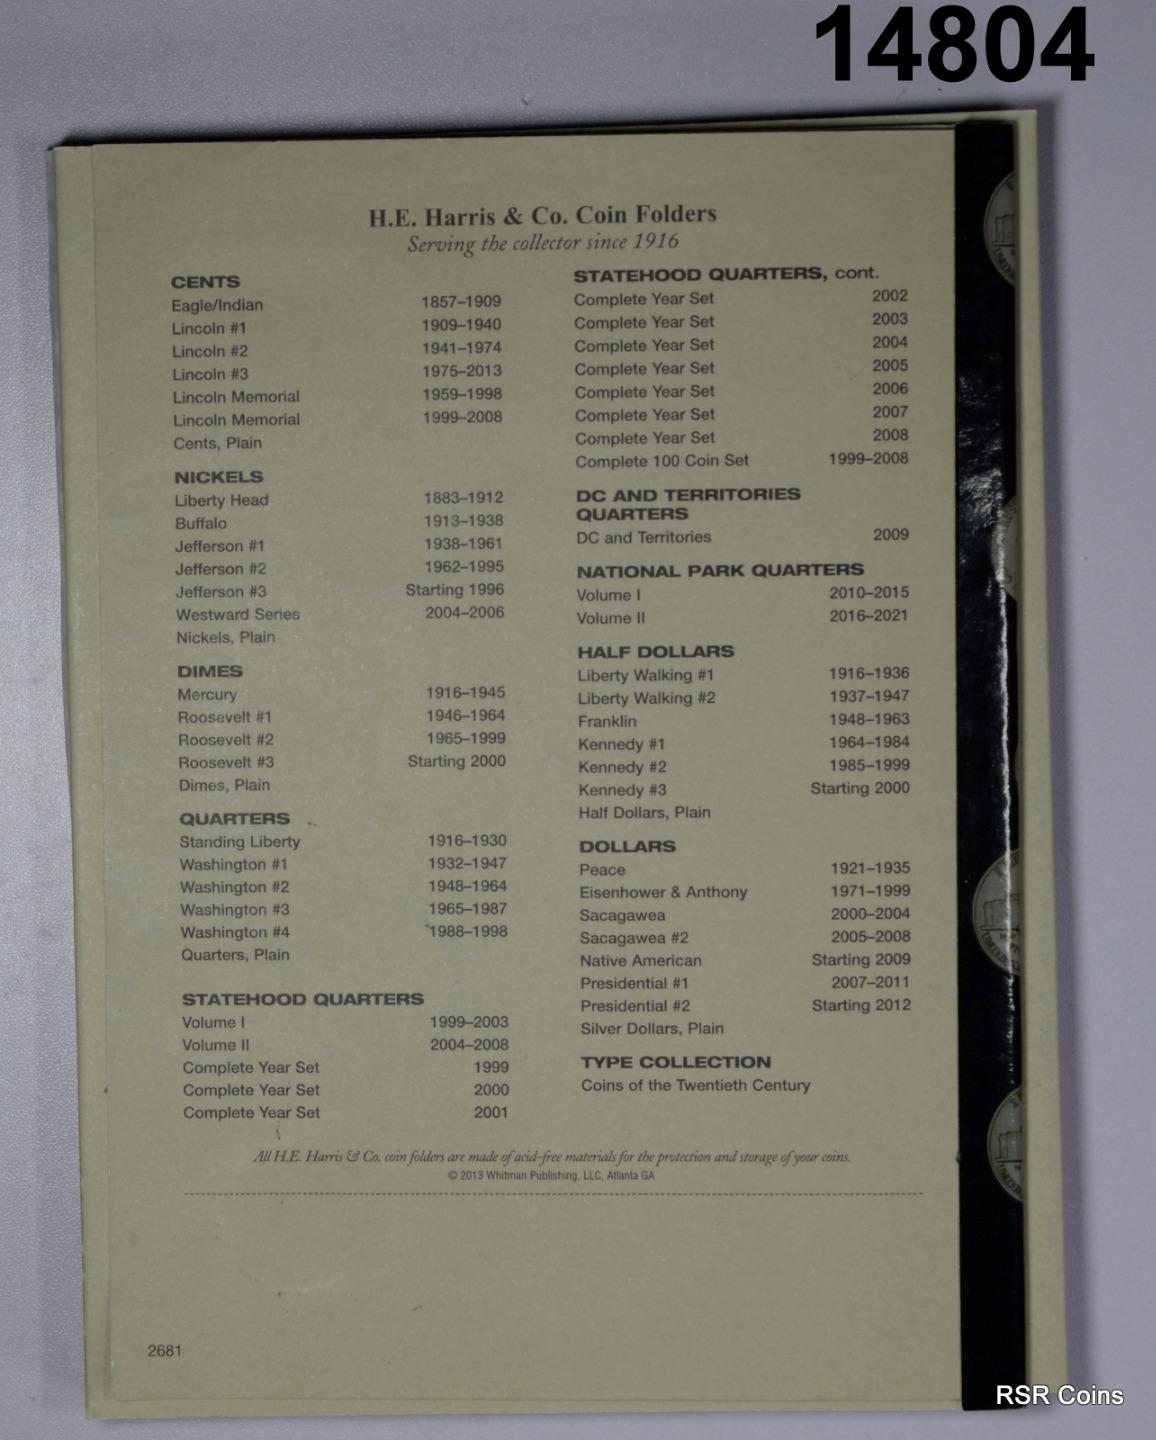 14804
H.E. Harris & Co. Coin Folders
Serving the collector since 1916
CENTS
Eagle/Indian 1857–1909
Lincoln #1 1909–1940
Lincoln #2 1941–1974
Lincoln #3 1975–2013
Lincoln Memorial 1959–1998
Lincoln Memorial 1999–2008
Cents, Plain
NICKELS
Liberty Head 1883–1912
Buffalo 1913–1938
Jefferson #1 1938–1961
Jefferson #2 1962–1995
Jefferson #3 Starting 1996
Westward Series 2004–2006
Nickels, Plain
DIMES
Mercury 1916–1945
Roosevelt #1 1946–1964
Roosevelt #2 1965–1999
Roosevelt #3 Starting 2000
Dimes, Plain
QUARTERS
Standing Liberty 1916–1930
Washington #1 1932–1947
Washington #2 1948–1964
Washington #3 1965–1987
Washington #4 1988–1998
Quarters, Plain
STATEHOOD QUARTERS
Volume I 1999–2003
Volume II 2004–2008
Complete Year Set 1999
Complete Year Set 2000
Complete Year Set 2001
STATEHOOD QUARTERS, cont.
Complete Year Set 2002
Complete Year Set 2003
Complete Year Set 2004
Complete Year Set 2005
Complete Year Set 2006
Complete Year Set 2007
Complete Year Set 2008
Complete 100 Coin Set 1999–2008
DC AND TERRITORIES
QUARTERS
DC and Territories 2009
NATIONAL PARK QUARTERS
Volume I 2010–2015
Volume II 2016–2021
HALF DOLLARS
Liberty Walking #1 1916–1936
Liberty Walking #2 1937–1947
Franklin 1948–1963
Kennedy #1 1964–1984
Kennedy #2 1985–1999
Kennedy #3 Starting 2000
Half Dollars, Plain
DOLLARS
Peace 1921–1935
Eisenhower & Anthony 1971–1999
Sacagawea 2000–2004
Sacagawea #2 2005–2008
Native American Starting 2009
Presidential #1 2007–2011
Presidential #2 Starting 2012
Silver Dollars, Plain
TYPE COLLECTION
Coins of the Twentieth Century
All H.E. Harris & Co. coin folders are made of acid-free materials for the protection and storage of your coins.
© 2013 Whitman Publishing, LLC, Atlanta GA
2681
RSR Coins